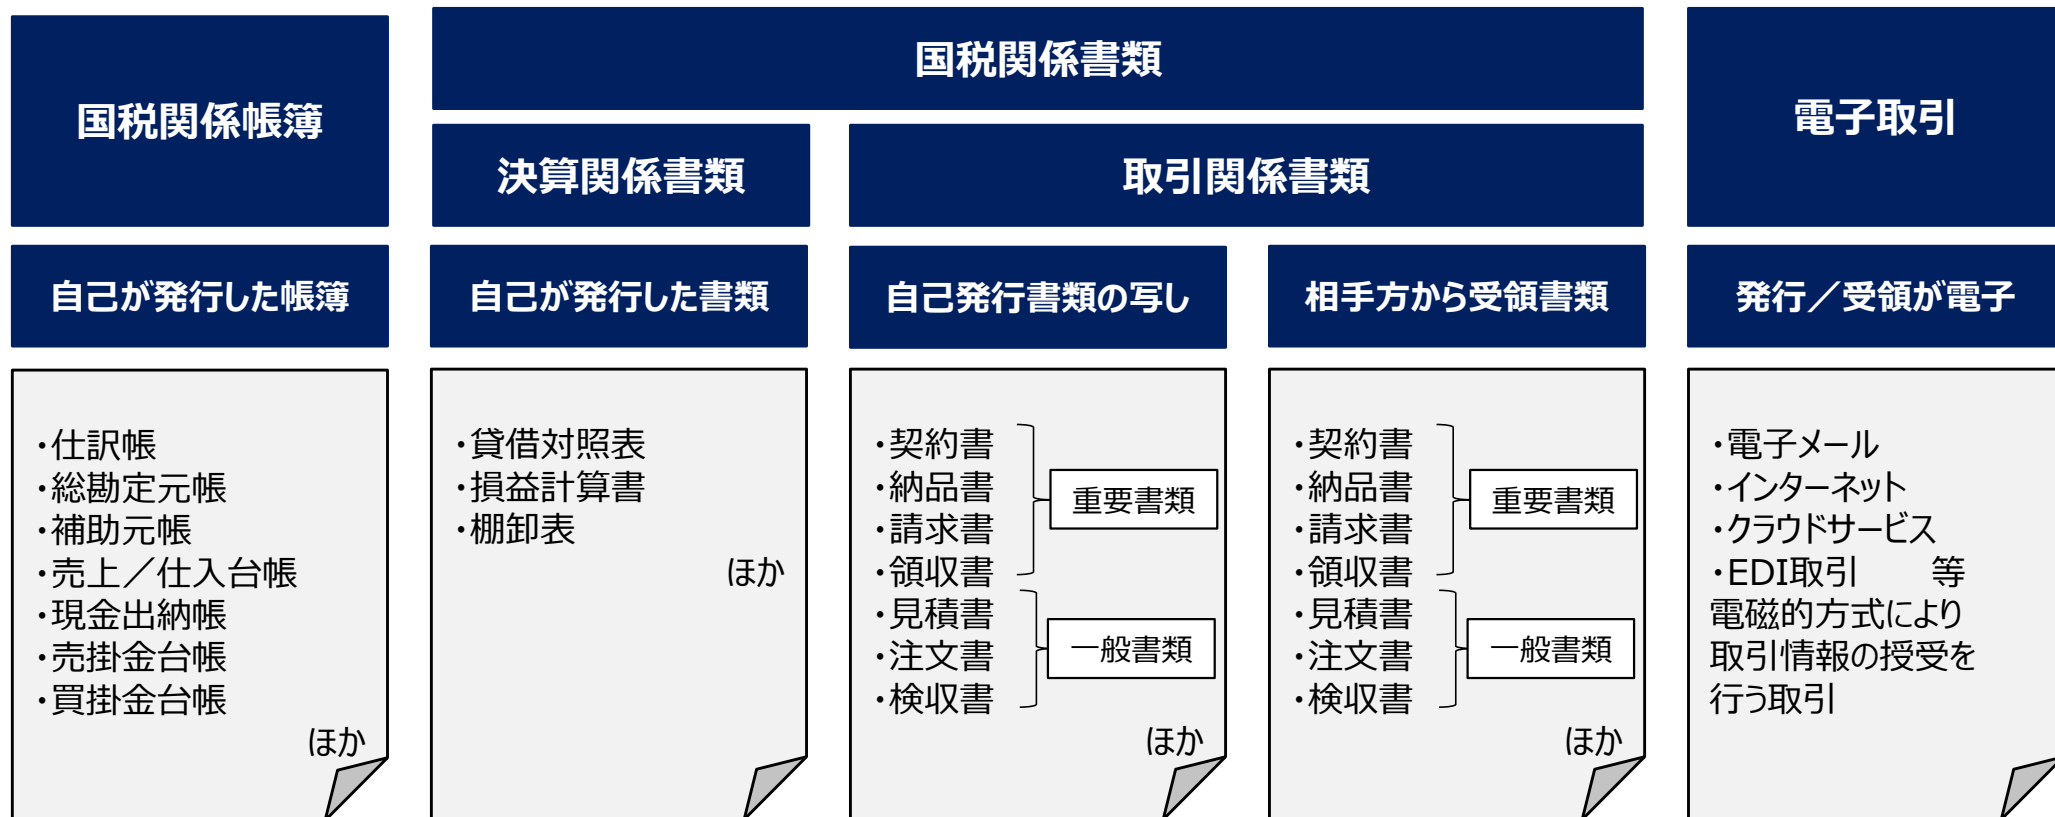 国税関係帳簿
国税関係書類
電子取引
決算関係書類
取引関係書類
自己が発行した帳簿
自己が発行した書類
自己発行書類の写し
相手方から受領書類
発行／受領が電子
・仕訳帳
・総勘定元帳
・補助元帳
・売上／仕入台帳
・現金出納帳
・売掛金台帳
・買掛金台帳
ほか
・貸借対照表
・損益計算書
・棚卸表
ほか
・契約書
・納品書
・請求書
・領収書
重要書類
・見積書
・注文書
・検収書
一般書類
ほか
・契約書
・納品書
・請求書
・領収書
重要書類
・見積書
・注文書
・検収書
一般書類
ほか
・電子メール
・インターネット
・クラウドサービス
・EDI取引　　等
電磁的方式により
取引情報の授受を
行う取引